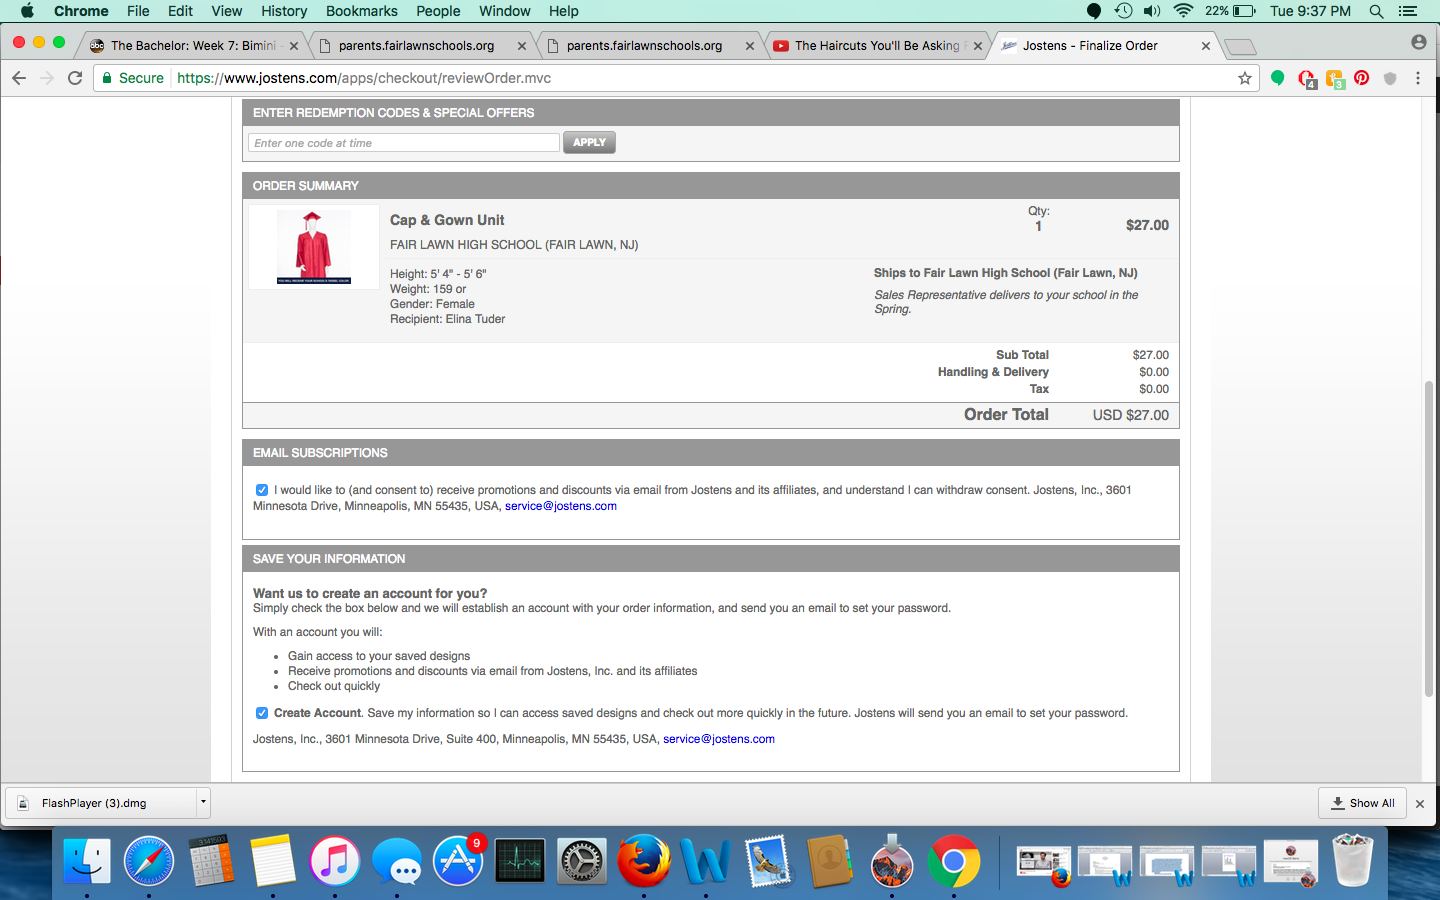 Chrome File Edit View History Bookmarks People Window Help 22% Tue 9:37 PM
The Bachelor: Week 7: Bimini
parents.fairlawnschools.org
parents.fairlawnschools.org
The Haircuts You'll Be Asking
Jostens - Finalize Order
Secure https://www.jostens.com/apps/checkout/reviewOrder.mvc
4
3
ENTER REDEMPTION CODES & SPECIAL OFFERS
Enter one code at time
APPLY
ORDER SUMMARY
Cap & Gown Unit
Qty:
1
$27.00
FAIR LAWN HIGH SCHOOL (FAIR LAWN, NJ)
Height: 5' 4" - 5' 6"
Weight: 159 or
Gender: Female
Recipient: Elina Tuder
Ships to Fair Lawn High School (Fair Lawn, NJ)
Sales Representative delivers to your school in the
Spring.
Sub Total $27.00
Handling & Delivery $0.00
Tax $0.00
Order Total USD $27.00
EMAIL SUBSCRIPTIONS
I would like to (and consent to) receive promotions and discounts via email from Jostens and its affiliates, and understand I can withdraw consent. Jostens, Inc., 3601
Minnesota Drive, Minneapolis, MN 55435, USA, service@jostens.com
SAVE YOUR INFORMATION
Want us to create an account for you?
Simply check the box below and we will establish an account with your order information, and send you an email to set your password.
With an account you will:
• Gain access to your saved designs
• Receive promotions and discounts via email from Jostens, Inc. and its affiliates
• Check out quickly
Create Account. Save my information so I can access saved designs and check out more quickly in the future. Jostens will send you an email to set your password.
Jostens, Inc., 3601 Minnesota Drive, Suite 400, Minneapolis, MN 55435, USA, service@jostens.com
FlashPlayer (3).dmg
Show All
9